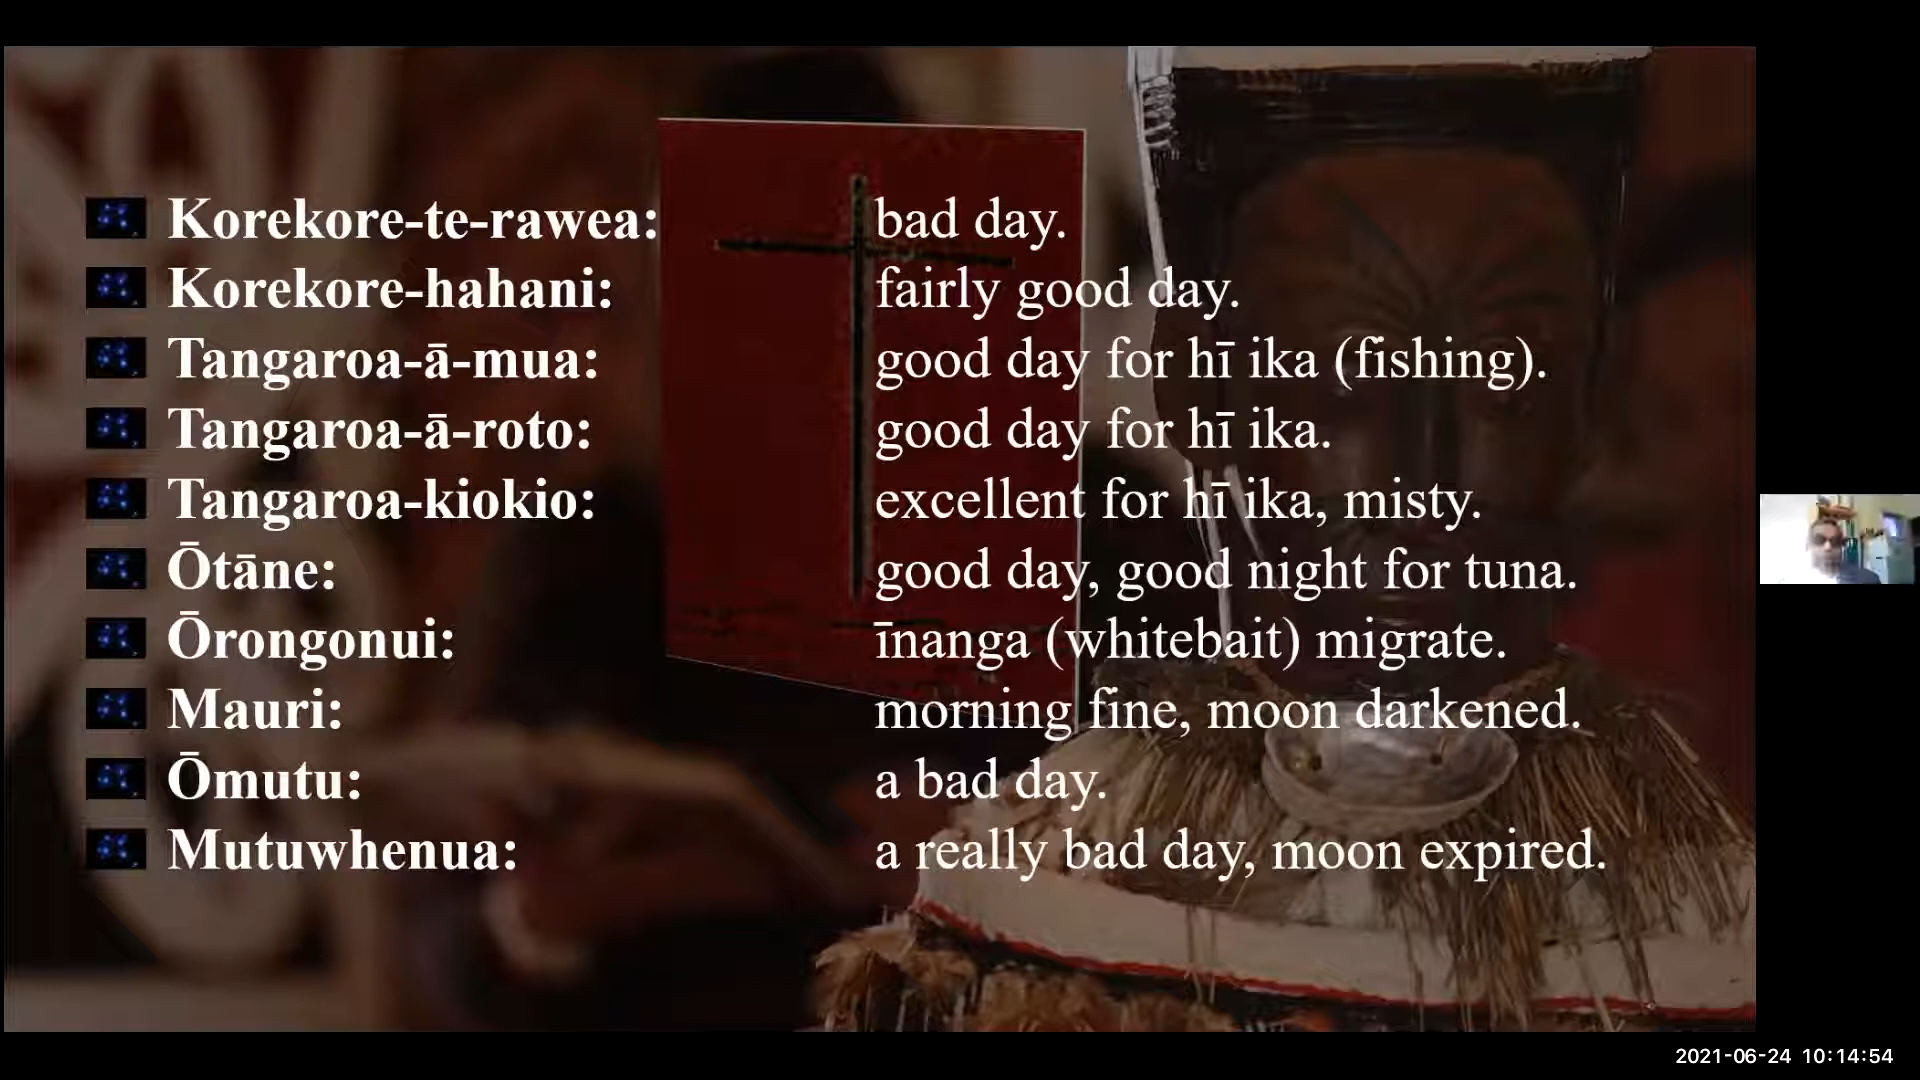 Korekore-te-rawea: bad day.
Korekore-hahani: fairly good day.
Tangaroa-ā-mua: good day for hī ika (fishing).
Tangaroa-ā-roto: good day for hī ika.
Tangaroa-kiokio: excellent for hī ika, misty.
Ōtāne: good day, good night for tuna.
Ōrongonui: īnanga (whitebait) migrate.
Mauri: morning fine, moon darkened.
Ōmutu: a bad day.
Mutuwhenua: a really bad day, moon expired.
2021-06-24 10:14:54